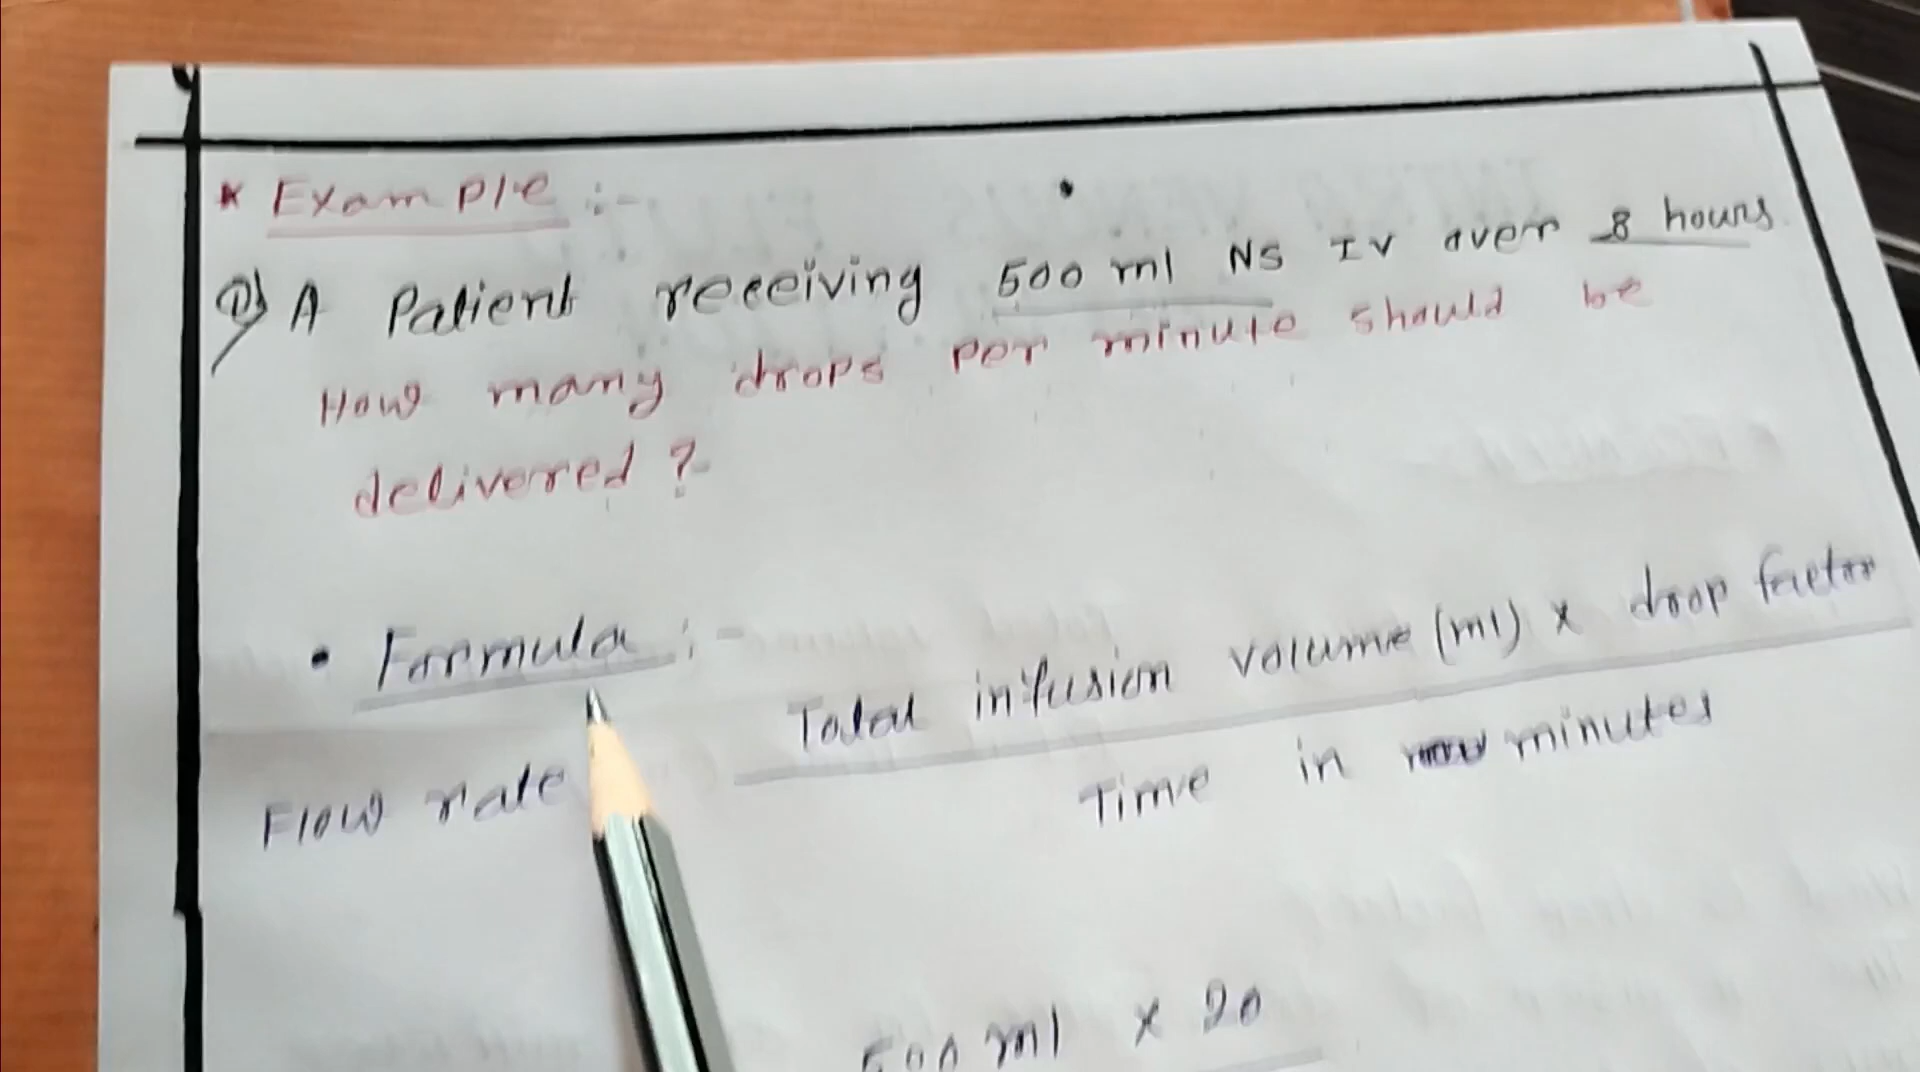 * Example :-
Q) A Patient receiving 500 ml NS IV over 8 hours
How many drops per minute should be
delivered ?
• Formula :-
Total infusion volume (ml) x drop factor
Flow rate
Time in minutes
500 ml x 20